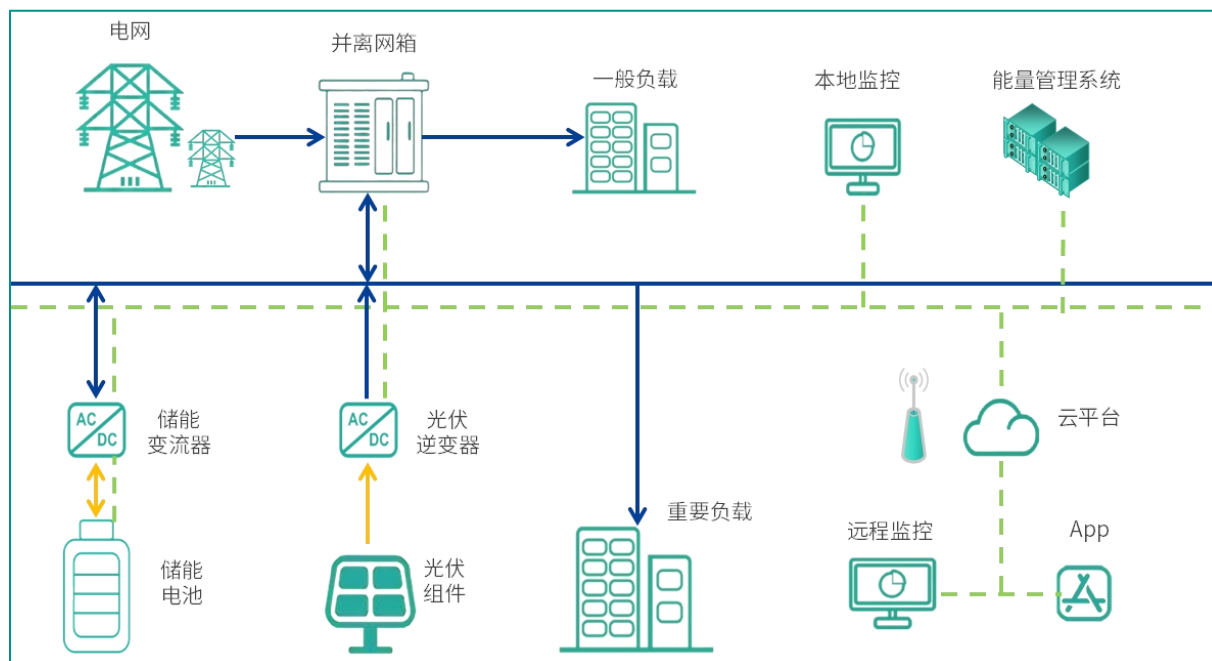 电网
并离网箱
一般负载
本地监控
能量管理系统
AC
DC
储能
变流器
AC
DC
光伏
逆变器
云平台
储能
电池
光伏
组件
重要负载
远程监控
App